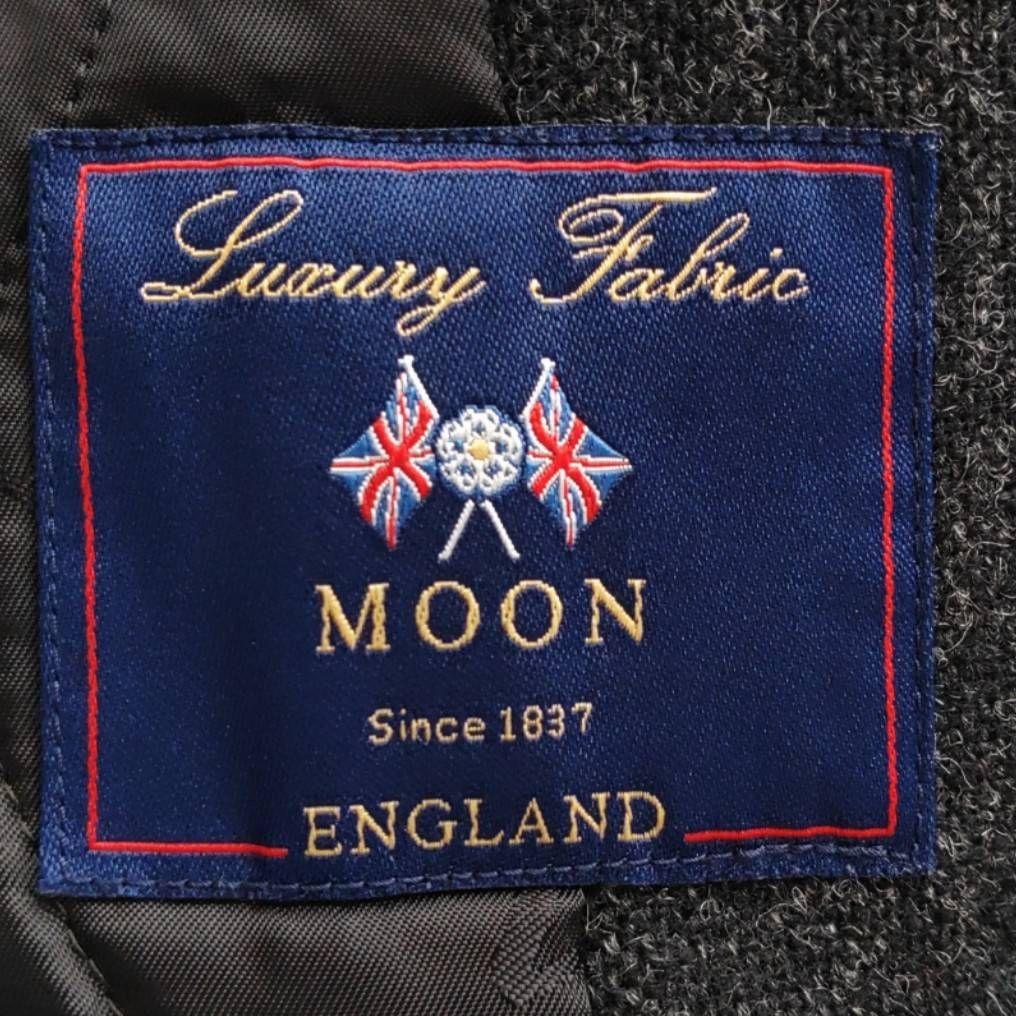 Luxury Fabric
MOON
Since 1837
ENGLAND